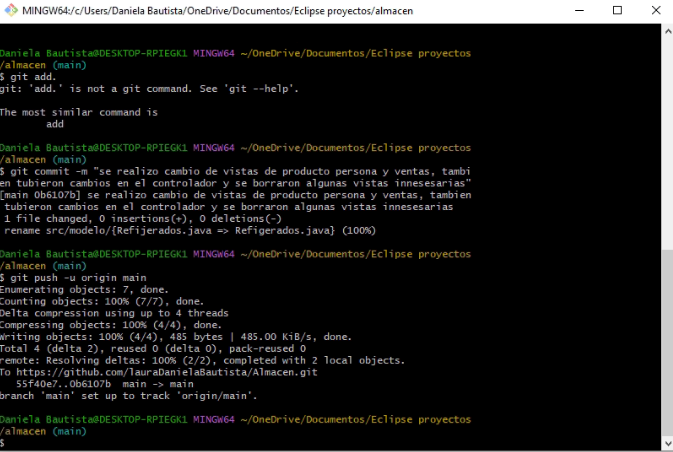 MINGW64:/c/Users/Daniela Bautista/OneDrive/Documentos/Eclipse proyectos/almacen
Daniela Bautista@DESKTOP-RPIEGK1 MINGW64 ~/OneDrive/Documentos/Eclipse proyectos
/almacen (main)
$ git add.
git: 'add.' is not a git command. See 'git --help'.
The most similar command is
add
Daniela Bautista@DESKTOP-RPIEGK1 MINGW64 ~/OneDrive/Documentos/Eclipse proyectos
/almacen (main)
$ git commit -m "se realizo cambio de vistas de producto persona y ventas, tambi
en tubieron cambios en el controlador y se borraron algunas vistas innesesarias"
[main 0b6107b] se realizo cambio de vistas de producto persona y ventas, tambien
tubieron cambios en el controlador y se borraron algunas vistas innesesarias
1 file changed, 0 insertions(+), 0 deletions(-)
rename src/modelo/{Refijerados.java => Refigerados.java} (100%)
Daniela Bautista@DESKTOP-RPIEGK1 MINGW64 ~/OneDrive/Documentos/Eclipse proyectos
/almacen (main)
$ git push -u origin main
Enumerating objects: 7, done.
Counting objects: 100% (7/7), done.
Delta compression using up to 4 threads
Compressing objects: 100% (4/4), done.
Writing objects: 100% (4/4), 485 bytes | 485.00 KiB/s, done.
Total 4 (delta 2), reused 0 (delta 0), pack-reused 0
remote: Resolving deltas: 100% (2/2), completed with 2 local objects.
To https://github.com/lauraDanielaBautista/Almacen.git
55f40e7..0b6107b main -> main
branch 'main' set up to track 'origin/main'.
Daniela Bautista@DESKTOP-RPIEGK1 MINGW64 ~/OneDrive/Documentos/Eclipse proyectos
/almacen (main)
$